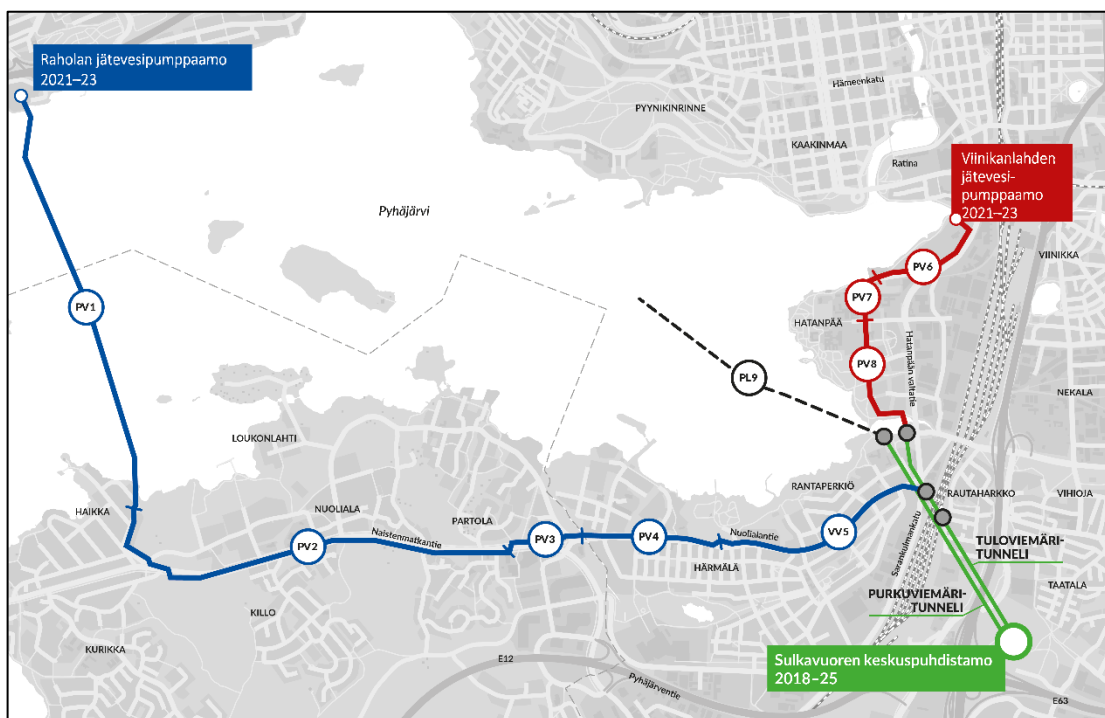 Raholan jätevesipumppaamo
2021–23
Hämeenkatu
PYYNIKINRINNE
KAAKINMAA
Ratina
Viinikanlahden
jätevesi-
pumppaamo
2021–23
Pyhäjärvi
VIINIKKA
PV6
PV7
PV1
HATANPÄÄ
Hatanpään valtatie
PV8
PL9
NEKALA
LOUKONLAHTI
RANTAPERKIÖ
RAUTAHARKKO
VIHIOJA
HAIKKA
NUOLIALA
PARTOLA
Naistenmatkantie
Nuolialantie
Sarankulmankatu
PV2
PV3
PV4
VV5
TULOVIEMÄRI-
TUNNELI
HÄRMÄLÄ
TAATALA
PURKUVIEMÄRI-
TUNNELI
KILLO
KURIKKA
E12
Pyhäjärventie
Sulkavuoren keskuspuhdistamo
2018–25
E63